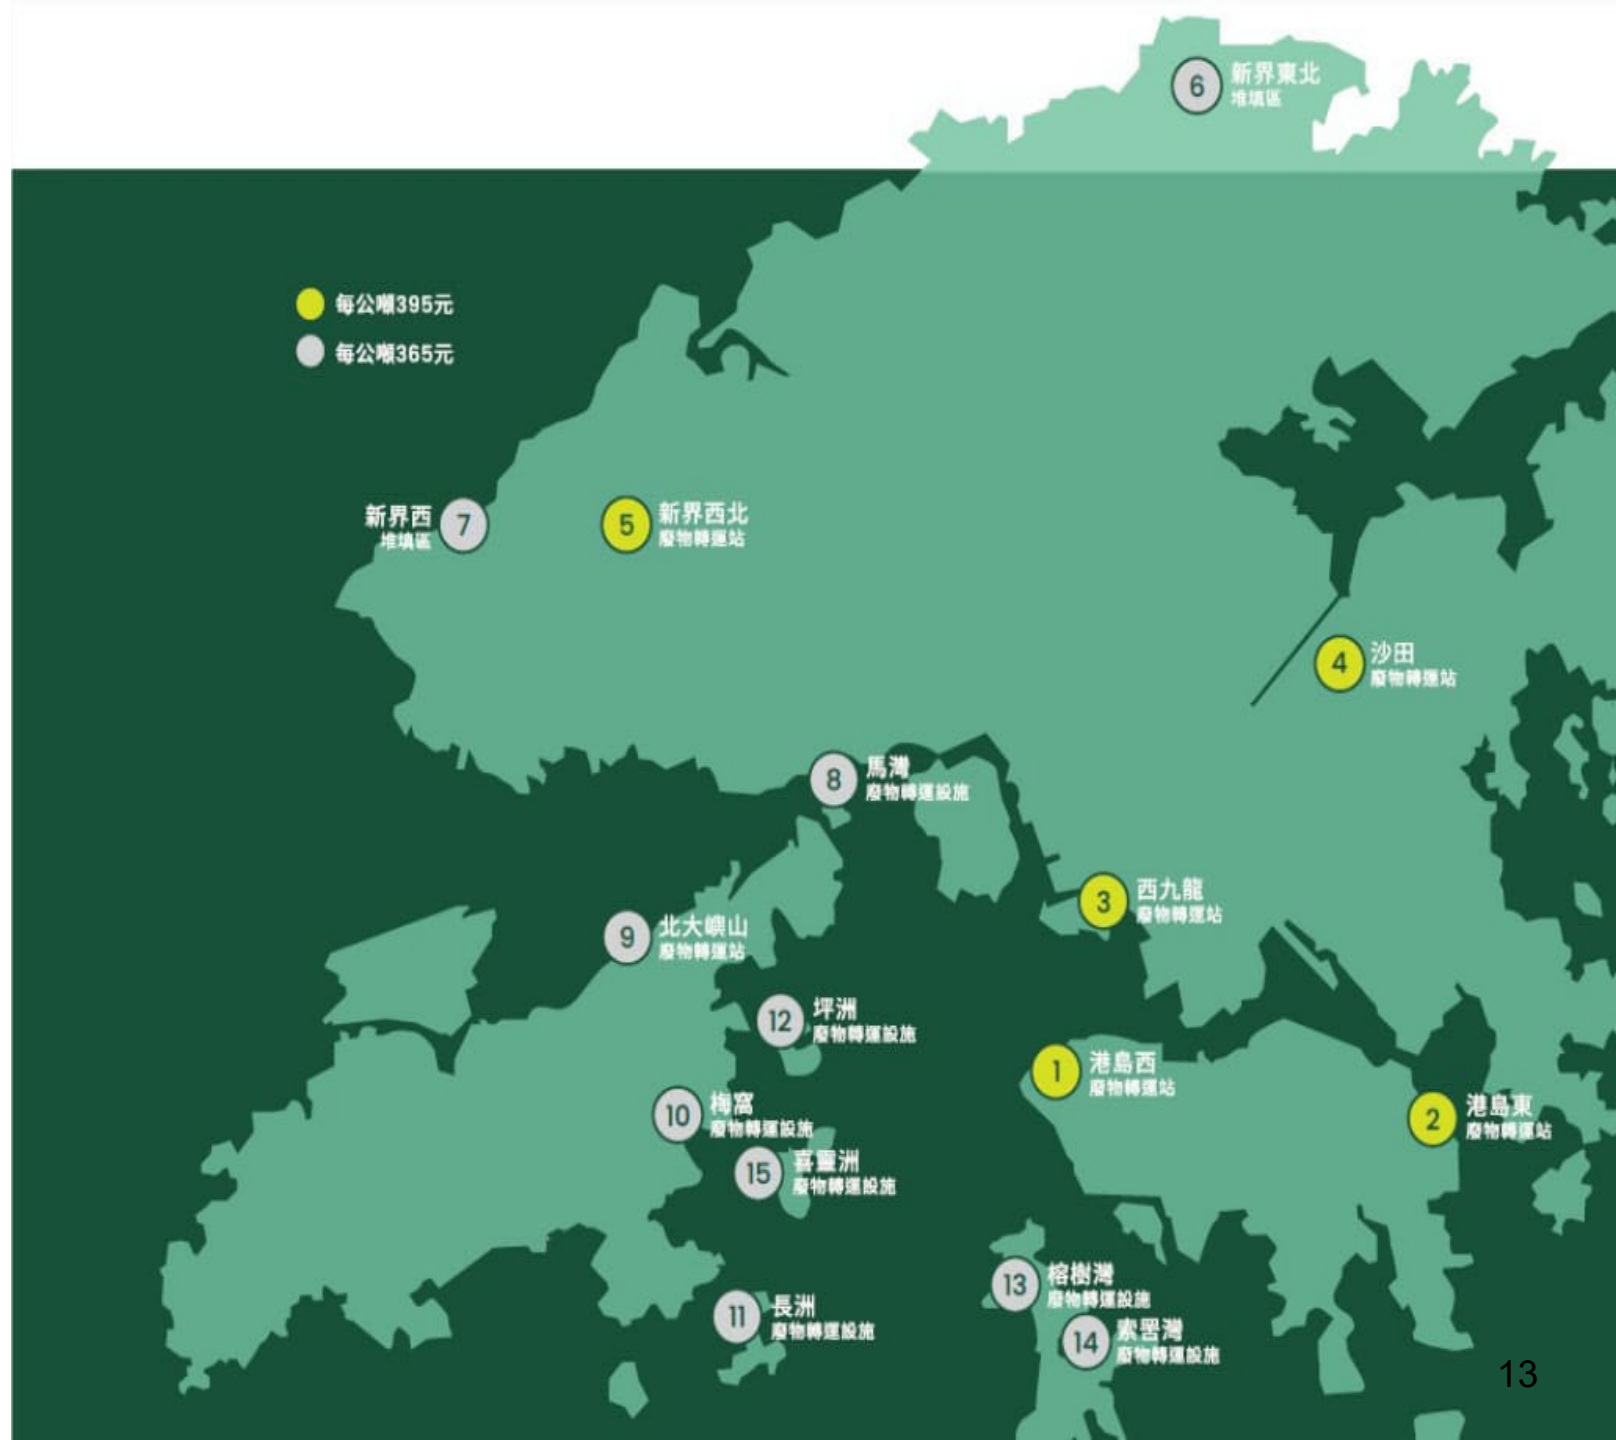 6
新界東北
堆填區
每公噸395元
每公噸365元
新界西
堆填區
7
5
新界西北
廢物轉運站
4
沙田
廢物轉運站
8
馬灣
廢物轉運設施
3
西九龍
廢物轉運站
9
北大嶼山
廢物轉運站
12
坪洲
廢物轉運設施
1
港島西
廢物轉運站
10
梅窩
廢物轉運設施
2
港島東
廢物轉運站
15
喜靈洲
廢物轉運設施
13
榕樹灣
廢物轉運設施
11
長洲
廢物轉運設施
14
索罟灣
廢物轉運設施
13